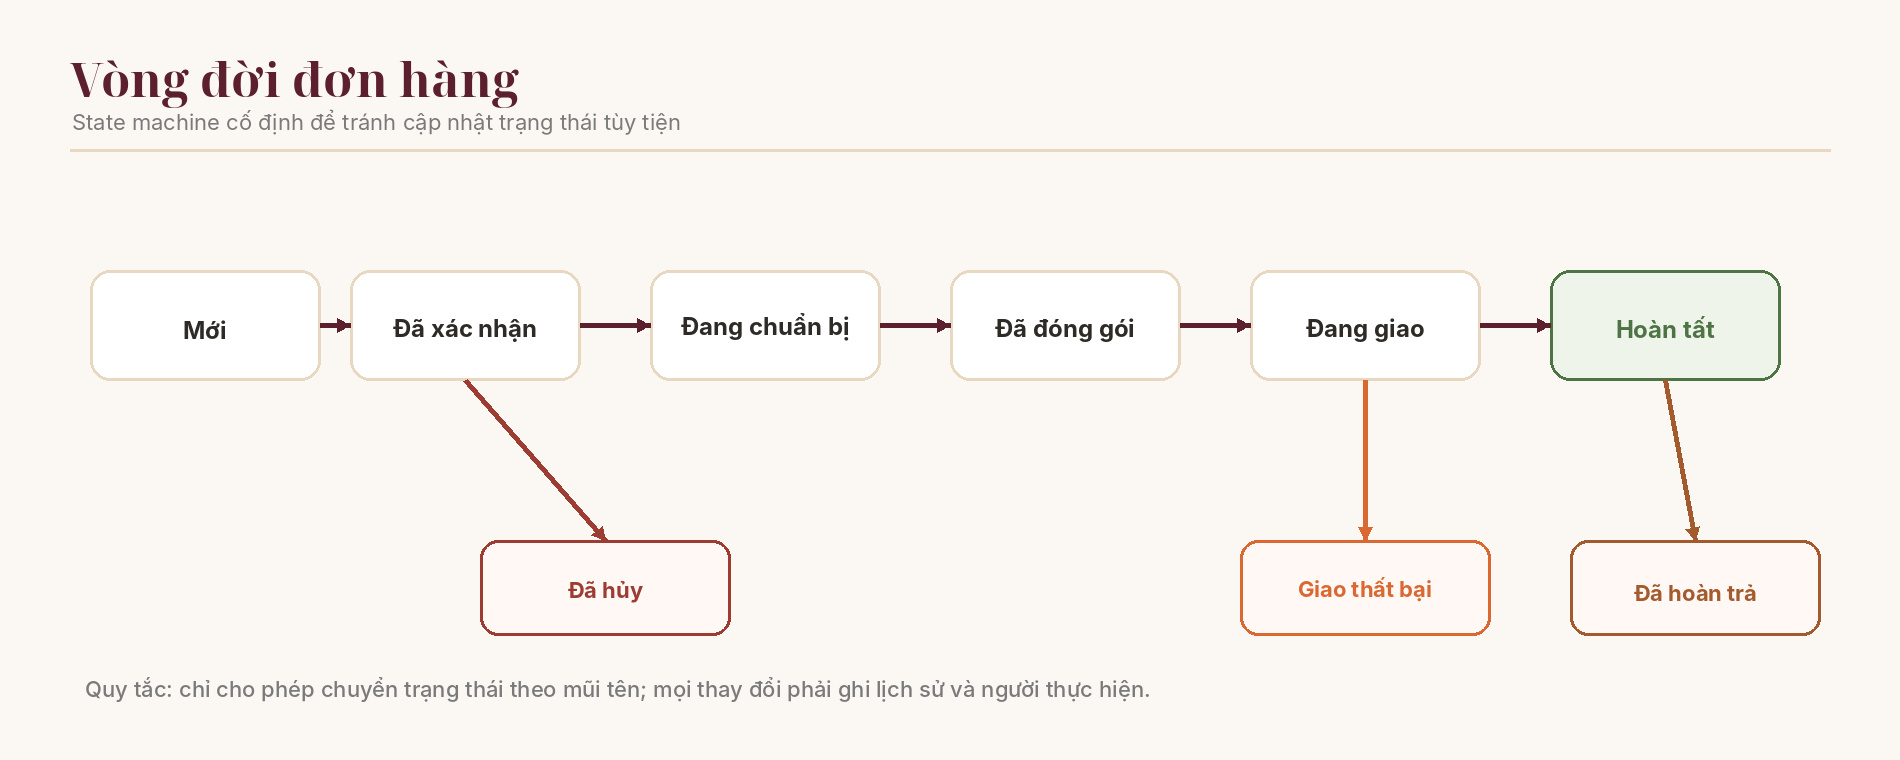 Vòng đời đơn hàng
State machine cố định để tránh cập nhật trạng thái tùy tiện
Mới
Đã xác nhận
Đang chuẩn bị
Đã đóng gói
Đang giao
Hoàn tất
Đã hủy
Giao thất bại
Đã hoàn trả
Quy tắc: chỉ cho phép chuyển trạng thái theo mũi tên; mọi thay đổi phải ghi lịch sử và người thực hiện.